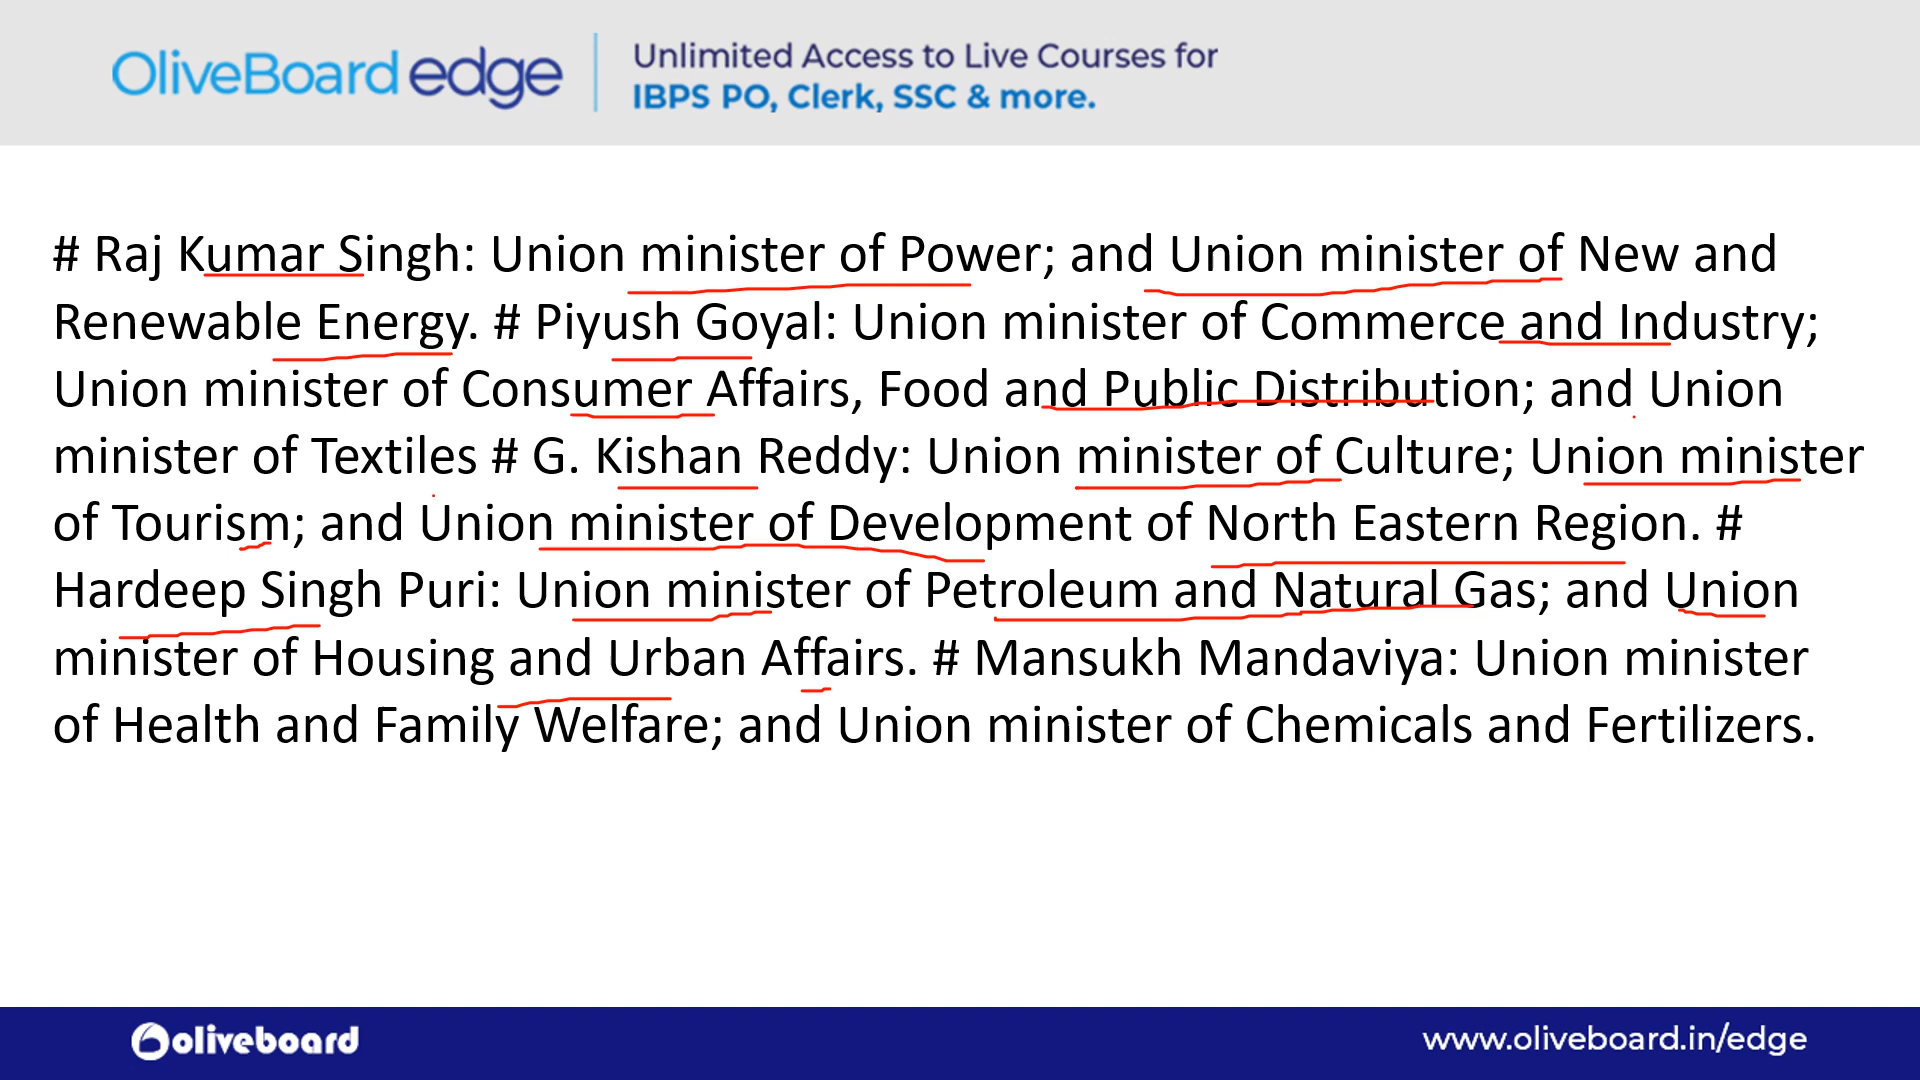 OliveBoard edge
Unlimited Access to Live Courses for
IBPS PO, Clerk, SSC & more.
# Raj Kumar Singh: Union minister of Power; and Union minister of New and
Renewable Energy. # Piyush Goyal: Union minister of Commerce and Industry;
Union minister of Consumer Affairs, Food and Public Distribution; and Union
minister of Textiles # G. Kishan Reddy: Union minister of Culture; Union minister
of Tourism; and Union minister of Development of North Eastern Region. #
Hardeep Singh Puri: Union minister of Petroleum and Natural Gas; and Union
minister of Housing and Urban Affairs. # Mansukh Mandaviya: Union minister
of Health and Family Welfare; and Union minister of Chemicals and Fertilizers.
oliveboard
www.oliveboard.in/edge